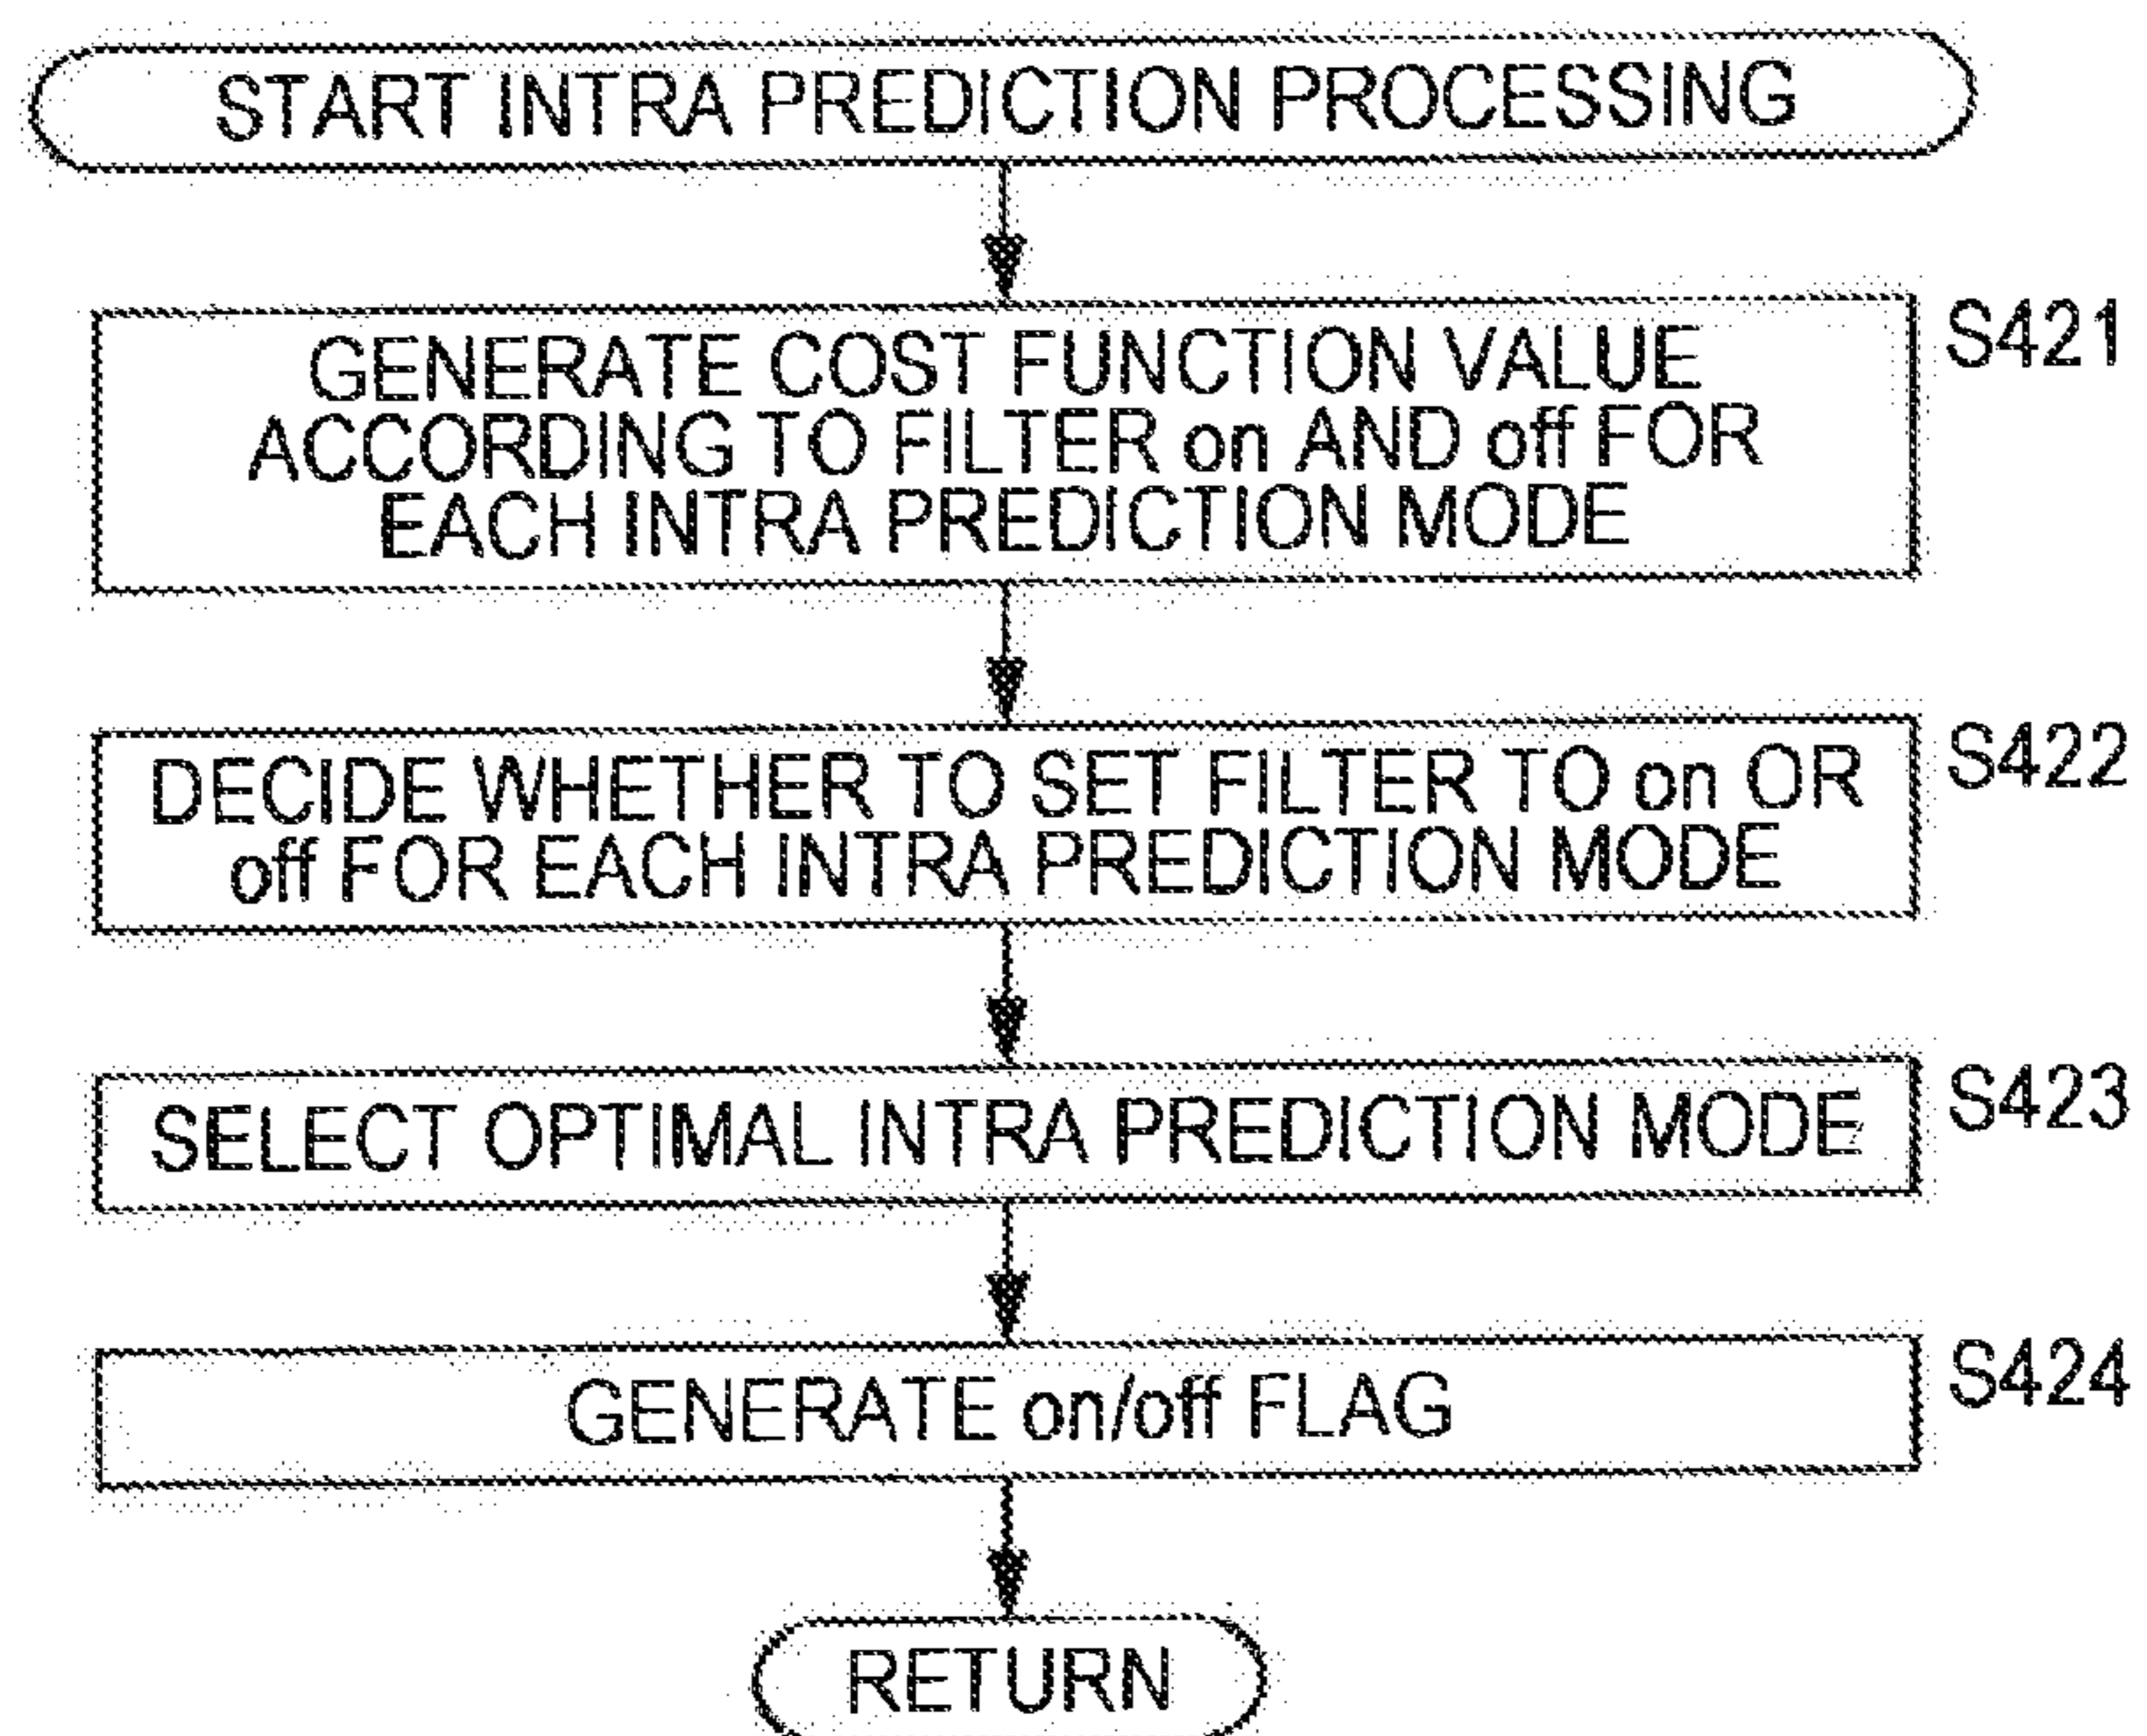 START INTRA PREDICTION PROCESSING
GENERATE COST FUNCTION VALUE
ACCORDING TO FILTER on AND off FOR
EACH INTRA PREDICTION MODE
S421
DECIDE WHETHER TO SET FILTER TO on OR
off FOR EACH INTRA PREDICTION MODE
S422
SELECT OPTIMAL INTRA PREDICTION MODE
S423
GENERATE on/off FLAG
S424
RETURN